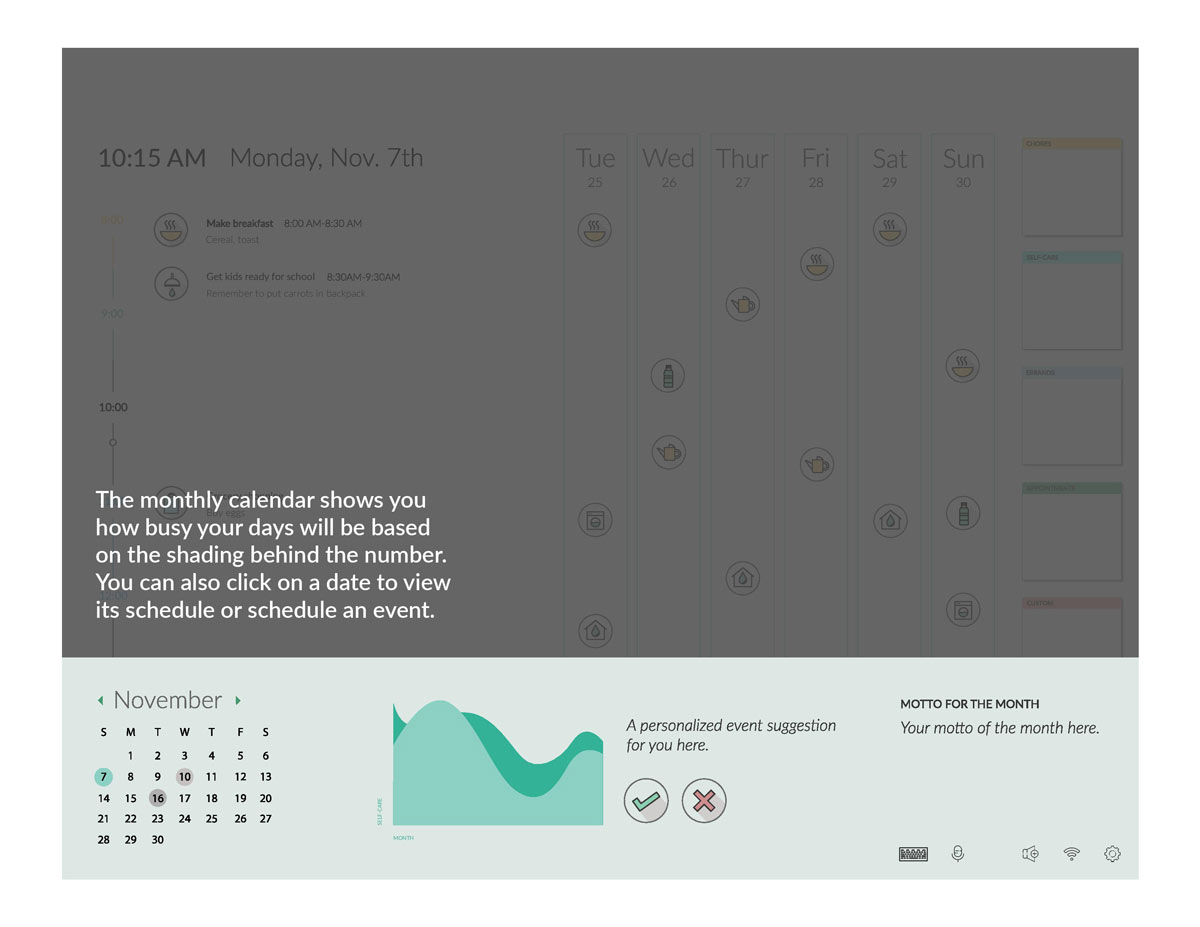 10:15 AM Monday, Nov. 7th
Tue Wed Thur Fri Sat Sun
25 26 27 28 29 30
CHORES
SELF-CARE
ERRANDS
APPOINTMENTS
CUSTOM
8:00
Make breakfast 8:00 AM-8:30 AM
Cereal, toast
Get kids ready for school 8:30AM-9:30AM
Remember to put carrots in backpack
9:00
10:00
Buy eggs
12:00
The monthly calendar shows you
how busy your days will be based
on the shading behind the number.
You can also click on a date to view
its schedule or schedule an event.
November
S M T W T F S
1 2 3 4 5 6
7 8 9 10 11 12 13
14 15 16 17 18 19 20
21 22 23 24 25 26 27
28 29 30
SELF CARE
MONTH
A personalized event suggestion
for you here.
MOTTO FOR THE MONTH
Your motto of the month here.